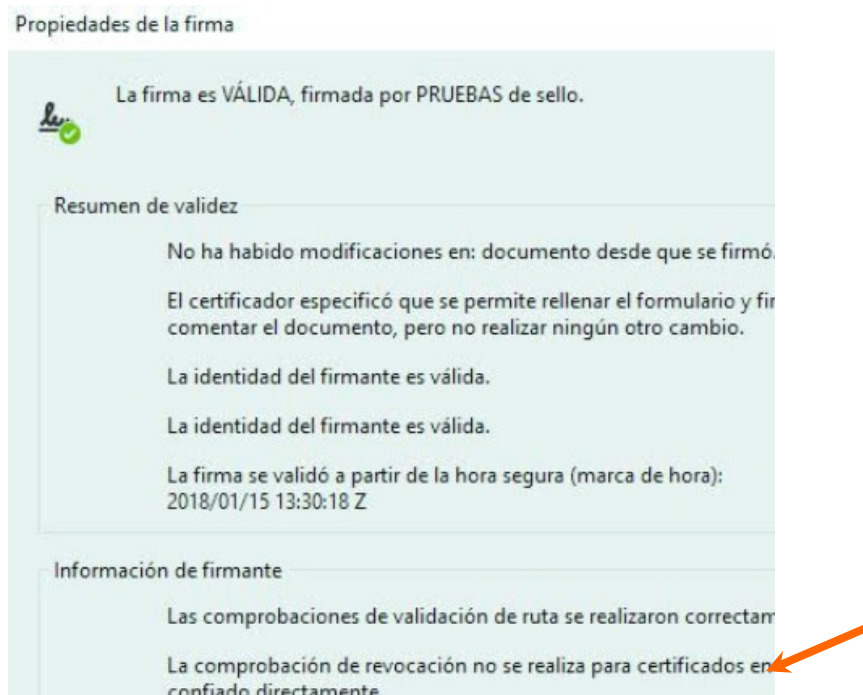 Propiedades de la firma
La firma es VÁLIDA, firmada por PRUEBAS de sello.
Resumen de validez
No ha habido modificaciones en: documento desde que se firmó.
El certificador especificó que se permite rellenar el formulario y fir
comentar el documento, pero no realizar ningún otro cambio.
La identidad del firmante es válida.
La identidad del firmante es válida.
La firma se validó a partir de la hora segura (marca de hora):
2018/01/15 13:30:18 Z
Información de firmante
Las comprobaciones de validación de ruta se realizaron correctam
La comprobación de revocación no se realiza para certificados en
confiado directamente